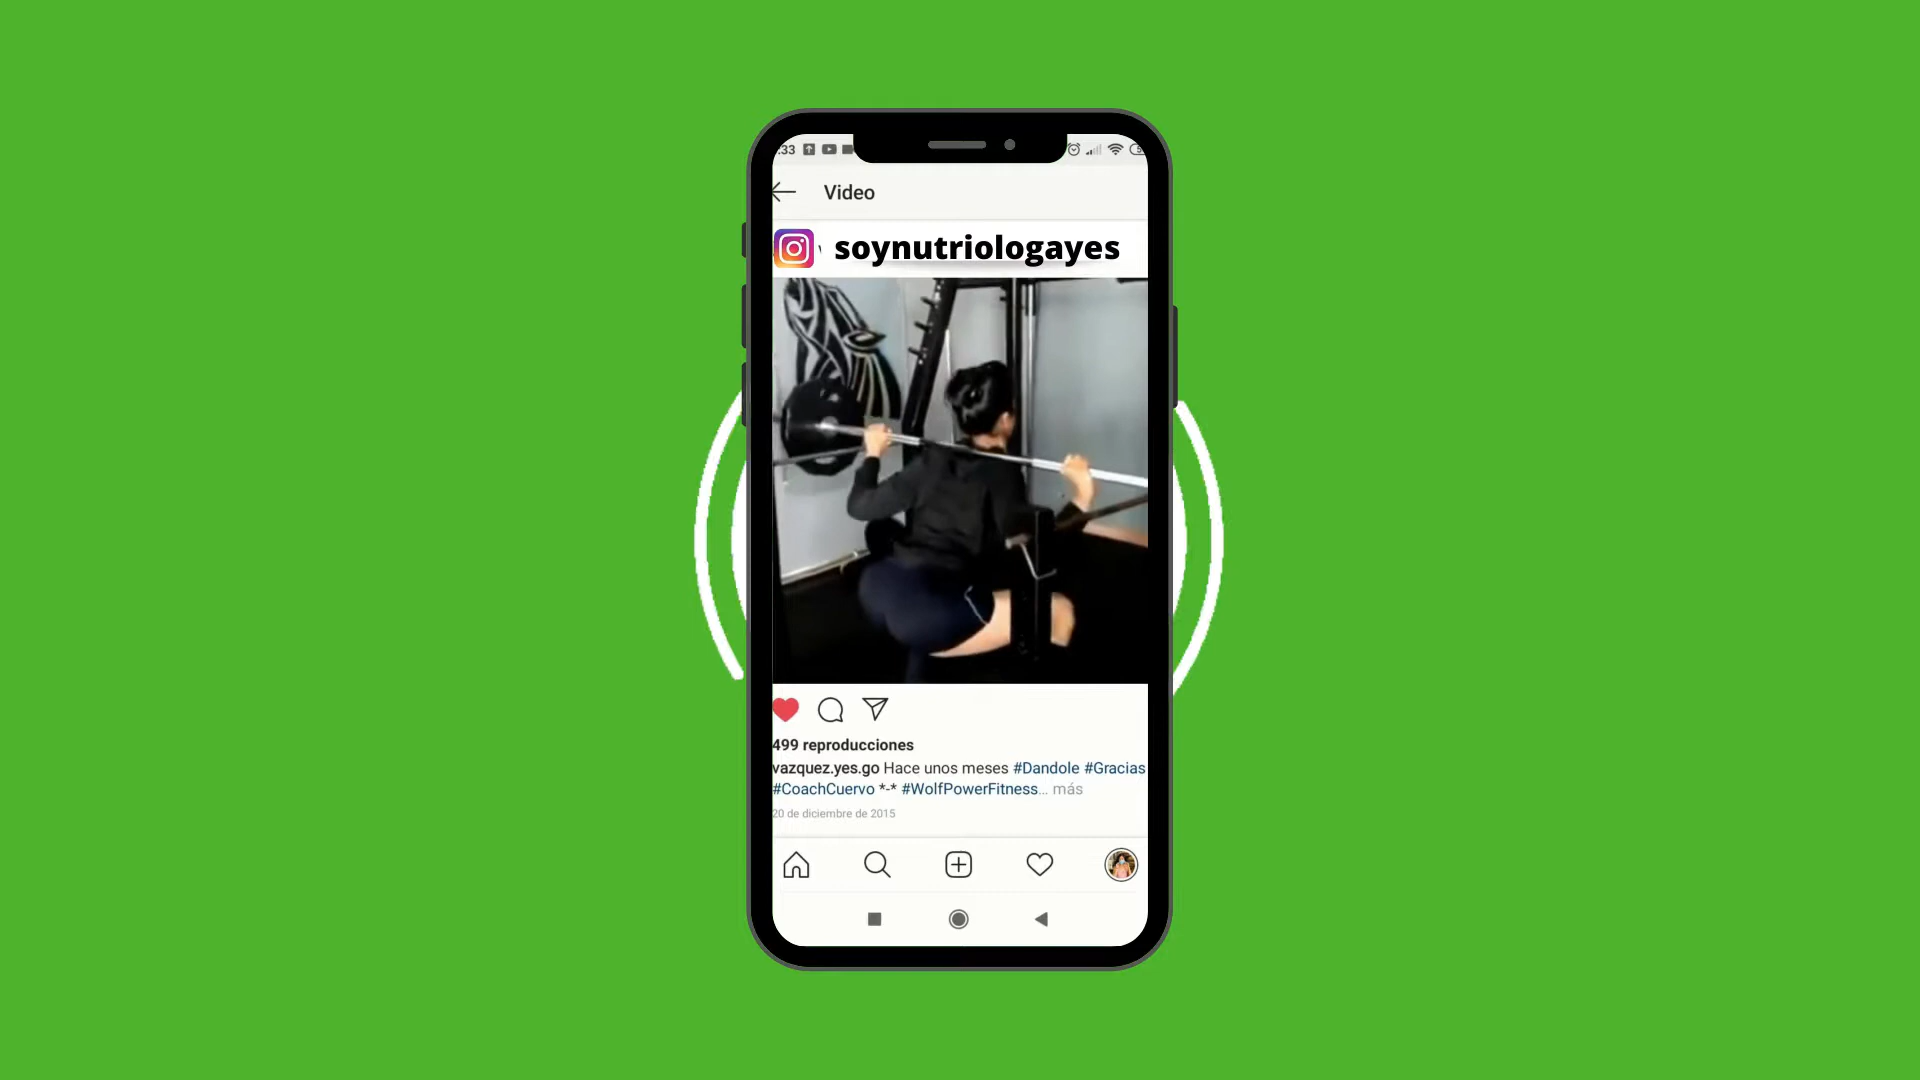 :33
Video
soynutriologayes
499 reproducciones
vazquez.yes.go Hace unos meses #Dandole #Gracias
#CoachCuervo *-* #WolfPowerFitness... más
20 de diciembre de 2015